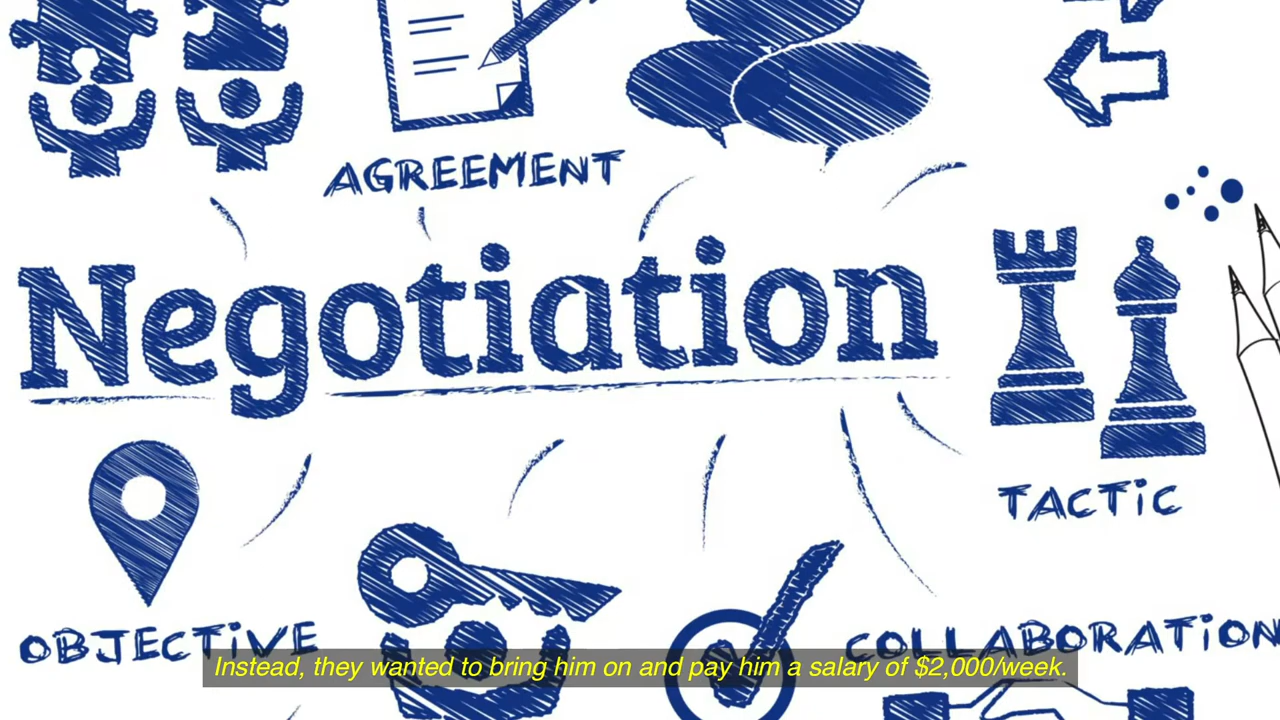 AGREEMENT
Negotiation
TACTiC
OBJECTiVE
COLLABORATiON
Instead, they wanted to bring him on and pay him a salary of $2,000/week.